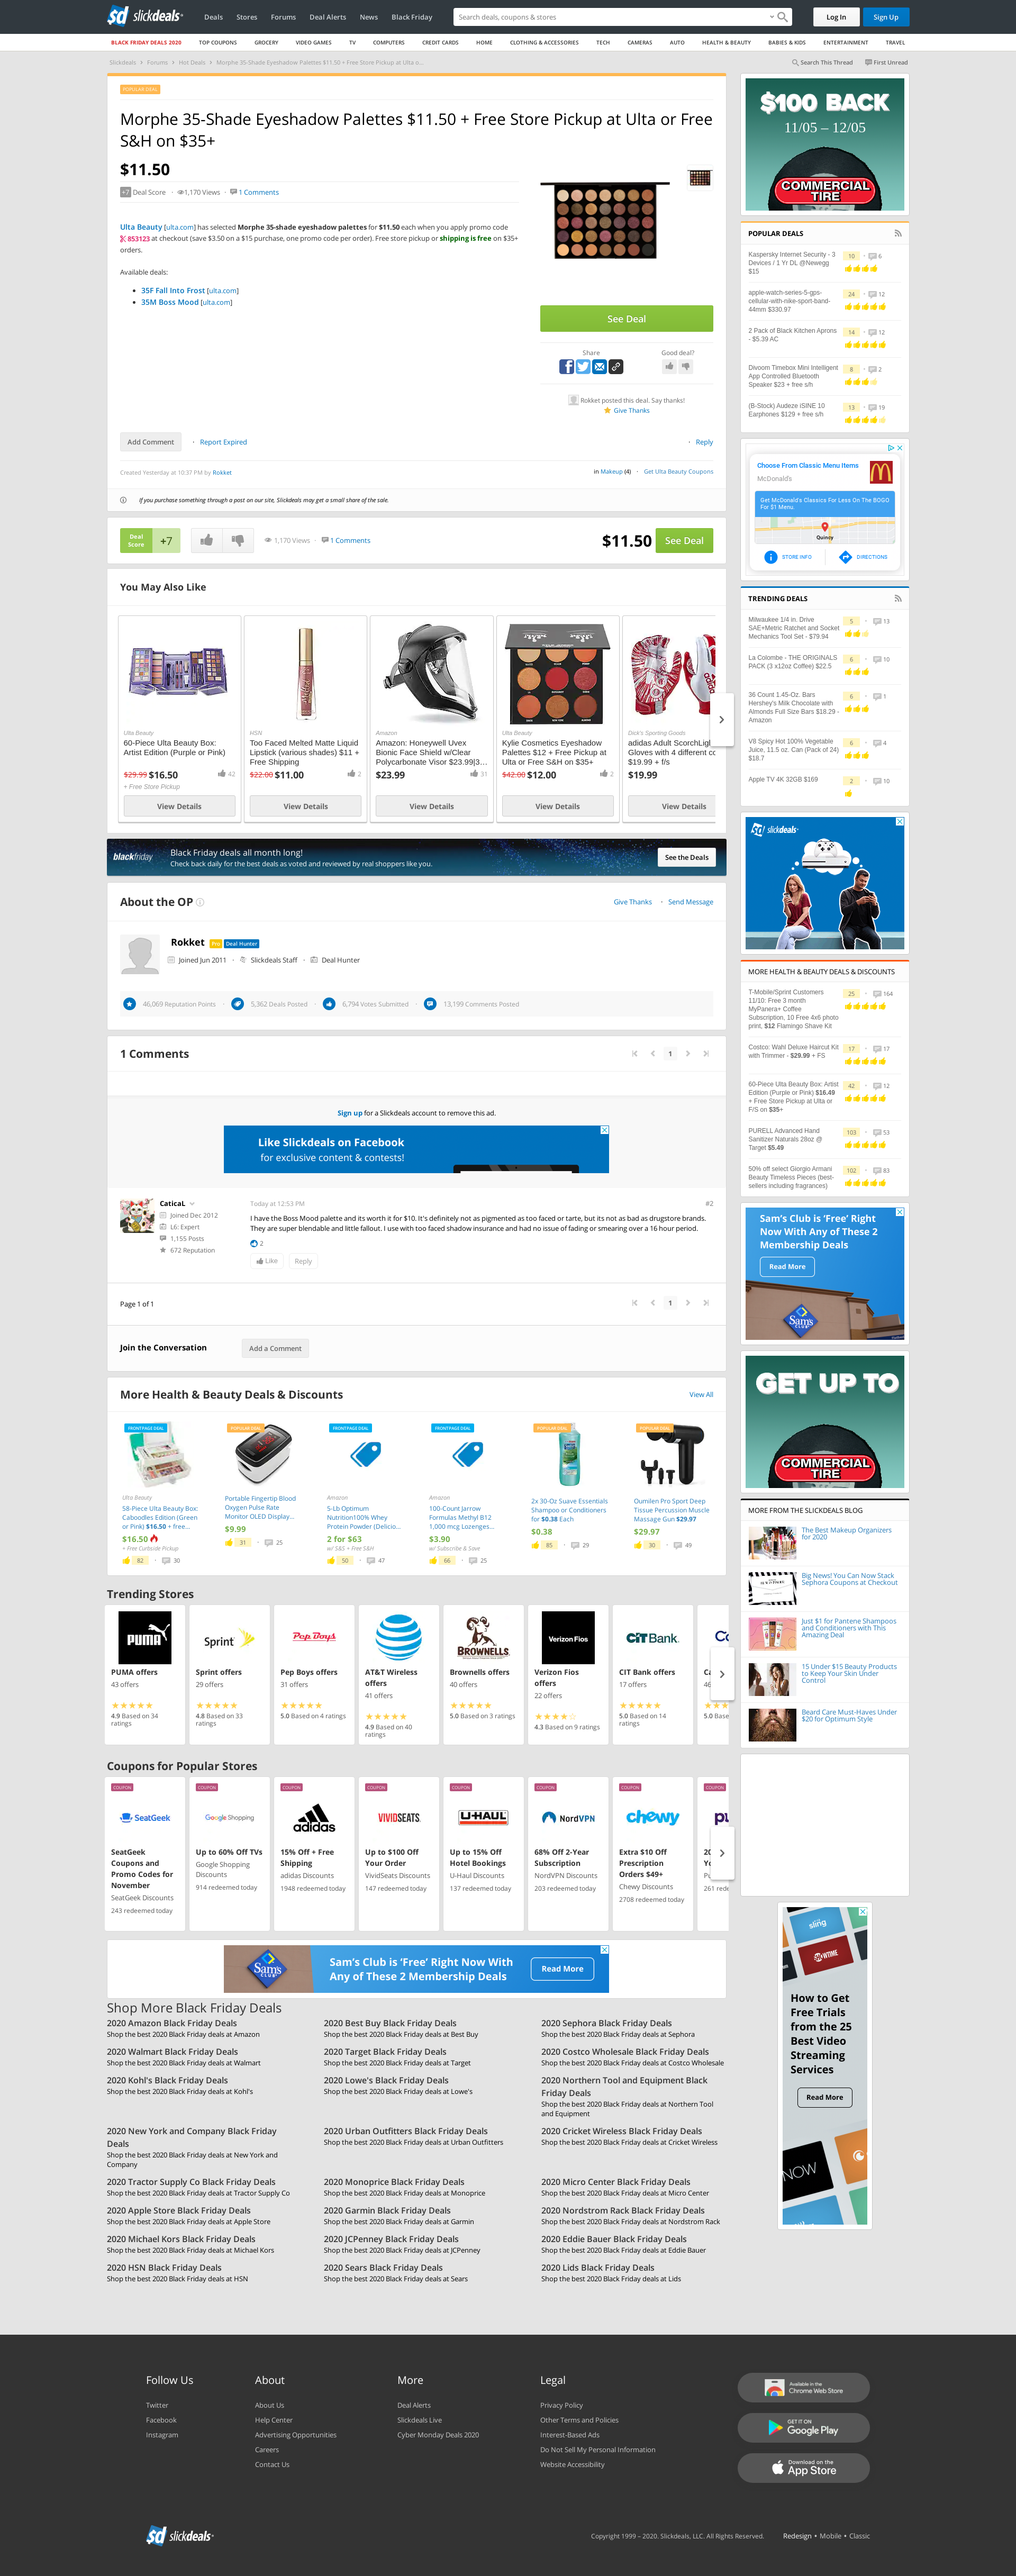 slickdeals
Deals Stores Forums Deal Alerts News Black Friday
Search deals, coupons & stores
Log In
Sign Up
BLACK FRIDAY DEALS 2020 TOP COUPONS GROCERY VIDEO GAMES TV COMPUTERS CREDIT CARDS HOME CLOTHING & ACCESSORIES TECH CAMERAS AUTO HEALTH & BEAUTY BABIES & KIDS ENTERTAINMENT TRAVEL
Slickdeals › Forums › Hot Deals › Morphe 35-Shade Eyeshadow Palettes $11.50 + Free Store Pickup at Ulta o...
Search This Thread First Unread
POPULAR DEAL
Morphe 35-Shade Eyeshadow Palettes $11.50 + Free Store Pickup at Ulta or Free
S&H on $35+
$11.50
+7 Deal Score 1,170 Views 1 Comments
Ulta Beauty [ulta.com] has selected Morphe 35-shade eyeshadow palettes for $11.50 each when you apply promo code
853123 at checkout (save $3.50 on a $15 purchase, one promo code per order). Free store pickup or shipping is free on $35+
orders.
Available deals:
35F Fall Into Frost [ulta.com]
35M Boss Mood [ulta.com]
See Deal
Share
Good deal?
Rokket posted this deal. Say thanks!
Give Thanks
Add Comment
Report Expired
Reply
Created Yesterday at 10:37 PM by Rokket
in Makeup (4) Get Ulta Beauty Coupons
If you purchase something through a post on our site, Slickdeals may get a small share of the sale.
Deal
Score
+7
1,170 Views 1 Comments
$11.50
See Deal
You May Also Like
Ulta Beauty
60-Piece Ulta Beauty Box:
Artist Edition (Purple or Pink)
$29.99 $16.50 42
+ Free Store Pickup
View Details
HSN
Too Faced Melted Matte Liquid
Lipstick (various shades) $11 +
Free Shipping
$22.00 $11.00 2
View Details
Amazon
Amazon: Honeywell Uvex
Bionic Face Shield w/Clear
Polycarbonate Visor $23.99|3...
$23.99 31
View Details
Ulta Beauty
Kylie Cosmetics Eyeshadow
Palettes $12 + Free Pickup at
Ulta or Free S&H on $35+
$42.00 $12.00 2
View Details
Dick's Sporting Goods
adidas Adult ScorchLigh
Gloves with 4 different co
$19.99 + f/s
$19.99
View Details
blackfriday
Black Friday deals all month long!
Check back daily for the best deals as voted and reviewed by real shoppers like you.
See the Deals
About the OP
Give Thanks Send Message
Rokket Pro Deal Hunter
Joined Jun 2011 Slickdeals Staff Deal Hunter
46,069 Reputation Points 5,362 Deals Posted 6,794 Votes Submitted 13,199 Comments Posted
1 Comments
1
Sign up for a Slickdeals account to remove this ad.
Like Slickdeals on Facebook
for exclusive content & contests!
CaticaL
Joined Dec 2012
L6: Expert
1,155 Posts
672 Reputation
Today at 12:53 PM
#2
I have the Boss Mood palette and its worth it for $10. It's definitely not as pigmented as too faced or tarte, but its not as bad as drugstore brands.
They are super blendable and little fallout. I use with too faced shadow insurance and had no issue of fading or smearing over a 16 hour period.
2
Like
Reply
Page 1 of 1
1
Join the Conversation
Add a Comment
More Health & Beauty Deals & Discounts
View All
FRONTPAGE DEAL
Ulta Beauty
58-Piece Ulta Beauty Box:
Caboodles Edition (Green
or Pink) $16.50 + free...
$16.50
+ Free Curbside Pickup
82 30
POPULAR DEAL
Portable Fingertip Blood
Oxygen Pulse Rate
Monitor OLED Display...
$9.99
31 25
FRONTPAGE DEAL
Amazon
5-Lb Optimum
Nutrition100% Whey
Protein Powder (Delicio...
2 for $63
w/ S&S + Free S&H
50 47
FRONTPAGE DEAL
Amazon
100-Count Jarrow
Formulas Methyl B12
1,000 mcg Lozenges...
$3.90
w/ Subscribe & Save
66 25
POPULAR DEAL
2x 30-Oz Suave Essentials
Shampoo or Conditioners
for $0.38 Each
$0.38
85 29
POPULAR DEAL
Oumilen Pro Sport Deep
Tissue Percussion Muscle
Massage Gun $29.97
$29.97
30 49
Trending Stores
PUMA
PUMA offers
43 offers
4.9 Based on 34
ratings
Sprint
Sprint offers
29 offers
4.8 Based on 33
ratings
Pep Boys
Pep Boys offers
31 offers
5.0 Based on 4 ratings
AT&T Wireless
offers
41 offers
4.9 Based on 40
ratings
BROWNELLS
Brownells offers
40 offers
5.0 Based on 3 ratings
Verizon Fios
Verizon Fios
offers
22 offers
4.3 Based on 9 ratings
CIT Bank
CIT Bank offers
17 offers
5.0 Based on 14
ratings
Ca
46
5.0 Base
Coupons for Popular Stores
COUPON
SeatGeek
SeatGeek
Coupons and
Promo Codes for
November
SeatGeek Discounts
243 redeemed today
COUPON
Google Shopping
Up to 60% Off TVs
Google Shopping
Discounts
914 redeemed today
COUPON
adidas
15% Off + Free
Shipping
adidas Discounts
1948 redeemed today
COUPON
VIVIDSEATS
Up to $100 Off
Your Order
VividSeats Discounts
147 redeemed today
COUPON
U-HAUL
Up to 15% Off
Hotel Bookings
U-Haul Discounts
137 redeemed today
COUPON
NordVPN
68% Off 2-Year
Subscription
NordVPN Discounts
203 redeemed today
COUPON
chewy
Extra $10 Off
Prescription
Orders $49+
Chewy Discounts
2708 redeemed today
COUPON
pu
20
Yo
Pu
261 rede
Sam's CLUB
Sam's Club is 'Free' Right Now With
Any of These 2 Membership Deals
Read More
Shop More Black Friday Deals
2020 Amazon Black Friday Deals
Shop the best 2020 Black Friday deals at Amazon
2020 Best Buy Black Friday Deals
Shop the best 2020 Black Friday deals at Best Buy
2020 Sephora Black Friday Deals
Shop the best 2020 Black Friday deals at Sephora
2020 Walmart Black Friday Deals
Shop the best 2020 Black Friday deals at Walmart
2020 Target Black Friday Deals
Shop the best 2020 Black Friday deals at Target
2020 Costco Wholesale Black Friday Deals
Shop the best 2020 Black Friday deals at Costco Wholesale
2020 Kohl's Black Friday Deals
Shop the best 2020 Black Friday deals at Kohl's
2020 Lowe's Black Friday Deals
Shop the best 2020 Black Friday deals at Lowe's
2020 Northern Tool and Equipment Black
Friday Deals
Shop the best 2020 Black Friday deals at Northern Tool
and Equipment
2020 New York and Company Black Friday
Deals
Shop the best 2020 Black Friday deals at New York and
Company
2020 Urban Outfitters Black Friday Deals
Shop the best 2020 Black Friday deals at Urban Outfitters
2020 Cricket Wireless Black Friday Deals
Shop the best 2020 Black Friday deals at Cricket Wireless
2020 Tractor Supply Co Black Friday Deals
Shop the best 2020 Black Friday deals at Tractor Supply Co
2020 Monoprice Black Friday Deals
Shop the best 2020 Black Friday deals at Monoprice
2020 Micro Center Black Friday Deals
Shop the best 2020 Black Friday deals at Micro Center
2020 Apple Store Black Friday Deals
Shop the best 2020 Black Friday deals at Apple Store
2020 Garmin Black Friday Deals
Shop the best 2020 Black Friday deals at Garmin
2020 Nordstrom Rack Black Friday Deals
Shop the best 2020 Black Friday deals at Nordstrom Rack
2020 Michael Kors Black Friday Deals
Shop the best 2020 Black Friday deals at Michael Kors
2020 JCPenney Black Friday Deals
Shop the best 2020 Black Friday deals at JCPenney
2020 Eddie Bauer Black Friday Deals
Shop the best 2020 Black Friday deals at Eddie Bauer
2020 HSN Black Friday Deals
Shop the best 2020 Black Friday deals at HSN
2020 Sears Black Friday Deals
Shop the best 2020 Black Friday deals at Sears
2020 Lids Black Friday Deals
Shop the best 2020 Black Friday deals at Lids
$100 BACK
11/05 – 12/05
COMMERCIAL
TIRE
POPULAR DEALS
Kaspersky Internet Security - 3
Devices / 1 Yr DL @Newegg
$15
10 6
apple-watch-series-5-gps-
cellular-with-nike-sport-band-
44mm $330.97
24 12
2 Pack of Black Kitchen Aprons
- $5.39 AC
14 12
Divoom Timebox Mini Intelligent
App Controlled Bluetooth
Speaker $23 + free s/h
8 2
(B-Stock) Audeze iSINE 10
Earphones $129 + free s/h
13 19
Choose From Classic Menu Items
McDonald's
Get McDonald's Classics For Less On The BOGO
For $1 Menu.
Quincy
STORE INFO
DIRECTIONS
TRENDING DEALS
Milwaukee 1/4 in. Drive
SAE+Metric Ratchet and Socket
Mechanics Tool Set - $79.94
5 13
La Colombe - THE ORIGINALS
PACK (3 x12oz Coffee) $22.5
6 10
36 Count 1.45-Oz. Bars
Hershey's Milk Chocolate with
Almonds Full Size Bars $18.29 -
Amazon
6 1
V8 Spicy Hot 100% Vegetable
Juice, 11.5 oz. Can (Pack of 24)
$18.7
6 4
Apple TV 4K 32GB $169
2 10
slickdeals
MORE HEALTH & BEAUTY DEALS & DISCOUNTS
T-Mobile/Sprint Customers
11/10: Free 3 month
MyPanera+ Coffee
Subscription, 10 Free 4x6 photo
print, $12 Flamingo Shave Kit
25 164
Costco: Wahl Deluxe Haircut Kit
with Trimmer - $29.99 + FS
17 17
60-Piece Ulta Beauty Box: Artist
Edition (Purple or Pink) $16.49
+ Free Store Pickup at Ulta or
F/S on $35+
42 12
PURELL Advanced Hand
Sanitizer Naturals 28oz @
Target $5.49
103 53
50% off select Giorgio Armani
Beauty Timeless Pieces (best-
sellers including fragrances)
102 83
Sam's Club is 'Free' Right
Now With Any of These 2
Membership Deals
Read More
Sam's CLUB
GET UP TO
COMMERCIAL
TIRE
MORE FROM THE SLICKDEALS BLOG
The Best Makeup Organizers
for 2020
Big News! You Can Now Stack
Sephora Coupons at Checkout
Just $1 for Pantene Shampoos
and Conditioners with This
Amazing Deal
15 Under $15 Beauty Products
to Keep Your Skin Under
Control
Beard Care Must-Haves Under
$20 for Optimum Style
sling
SHOWTIME
How to Get
Free Trials
from the 25
Best Video
Streaming
Services
Read More
NOW
Follow Us
Twitter
Facebook
Instagram
About
About Us
Help Center
Advertising Opportunities
Careers
Contact Us
More
Deal Alerts
Slickdeals Live
Cyber Monday Deals 2020
Legal
Privacy Policy
Other Terms and Policies
Interest-Based Ads
Do Not Sell My Personal Information
Website Accessibility
Available in the
Chrome Web Store
GET IT ON
Google Play
Download on the
App Store
slickdeals
Copyright 1999 – 2020. Slickdeals, LLC. All Rights Reserved.
Redesign • Mobile • Classic